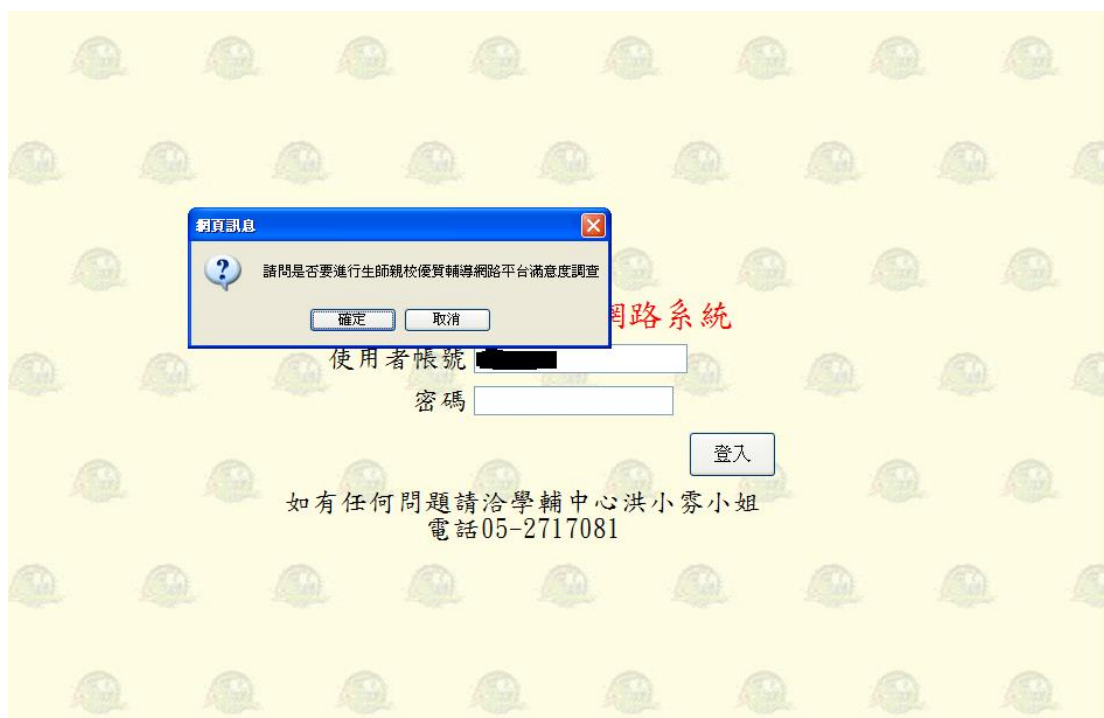 網頁訊息
請問是否要進行生師親校優質輔導網路平台滿意度調查
確定 取消
網路系統
使用者帳號
密碼
登入
如有任何問題請洽學輔中心洪小雰小姐
電話05-2717081